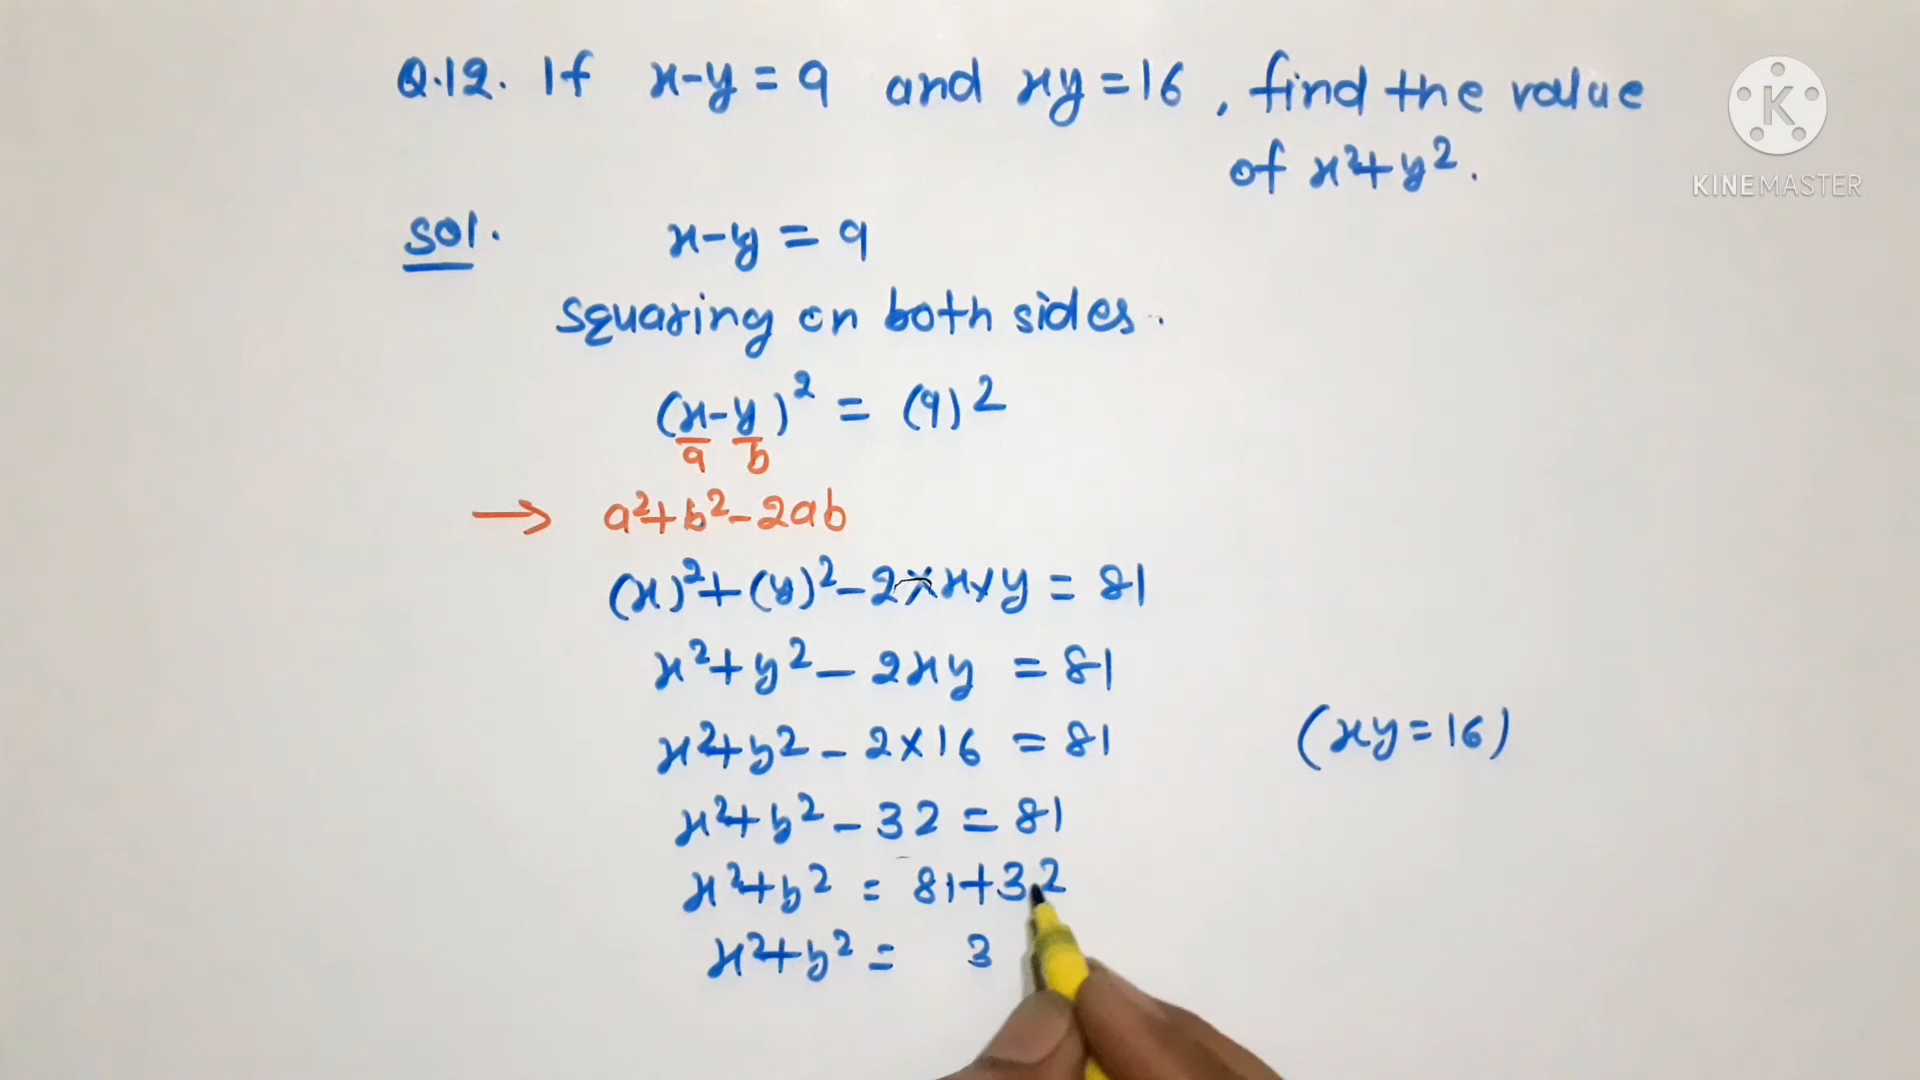 Q.12. If x-y = 9 and xy = 16, find the value
of x²+y².
K
KINEMASTER
Sol. x-y = 9
Squaring on both sides.
(x-y)² = (9)²
a b
→ a²+b²-2ab
(x)²+(y)²-2×x×y = 81
x²+y²-2xy = 81
x²+y²-2×16 = 81 (xy=16)
x²+y²-32 = 81
x²+y² = 81+32
x²+y² = 3